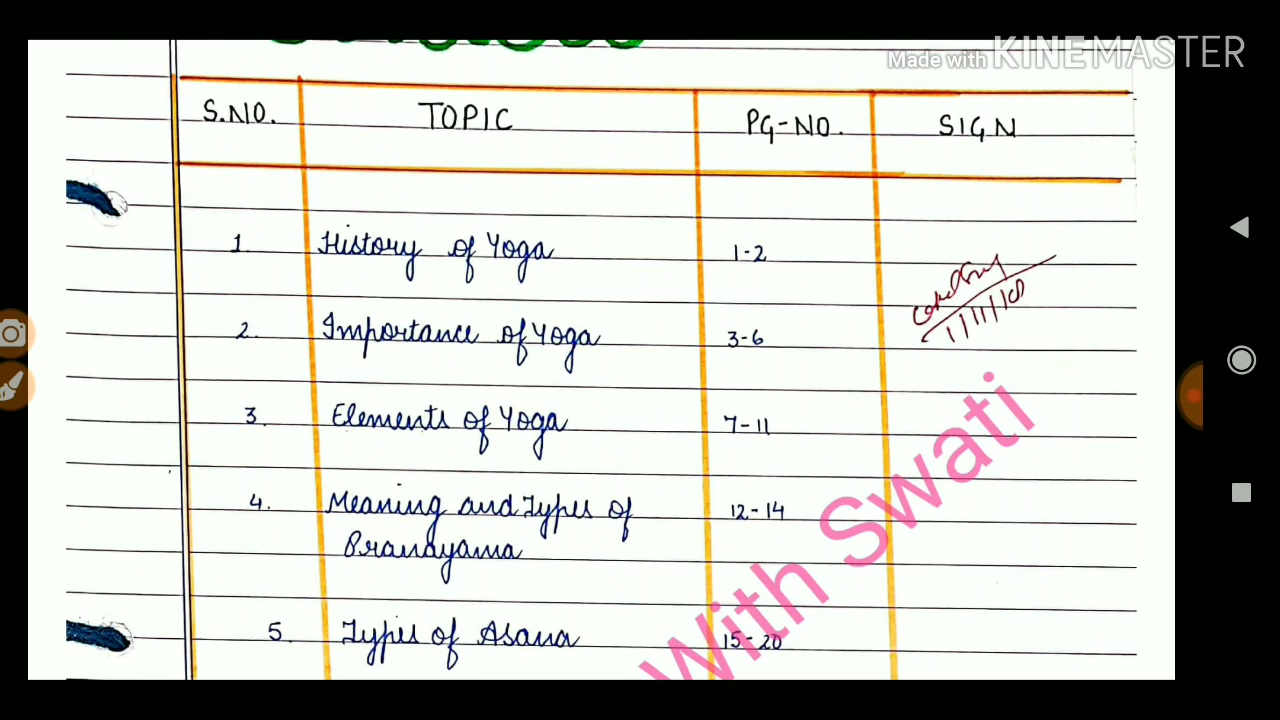 Made with KINEMASTER
S.NO. TOPIC PG-NO. SIGN
1. History of Yoga 1-2
2. Importance of Yoga 3-6
3. Elements of Yoga 7-11
4. Meaning and Types of 12-14
Pranayama
5. Types of Asana 15-20
With Swati